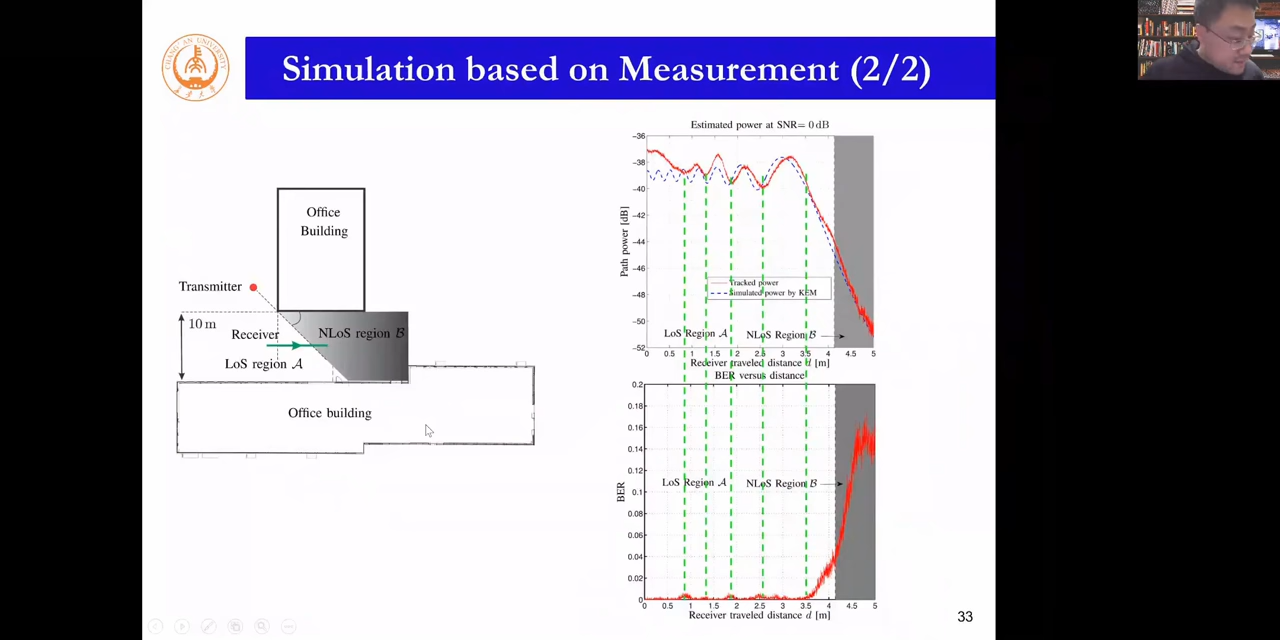 CHANG'AN UNIVERSITY
Simulation based on Measurement (2/2)
Office
Building
Transmitter
10 m
Receiver
NLoS region B
LoS region A
Office building
Estimated power at SNR= 0 dB
Path power [dB]
-36
-38
-40
-42
-44
-46
-50
-52
Tracked power
Simulated power by KEM
LoS Region A
NLoS Region B
0 0.5 1 1.5 2 2.5 3 3.5 4 4.5 5
Receiver traveled distance d [m]
BER versus distance
BER
0.2
0.18
0.16
0.14
0.12
0.1
0.08
0.06
0.04
0.02
0
LoS Region A
NLoS Region B
0 0.5 1 1.5 2 2.5 3 3.5 4 4.5 5
Receiver traveled distance d [m]
33